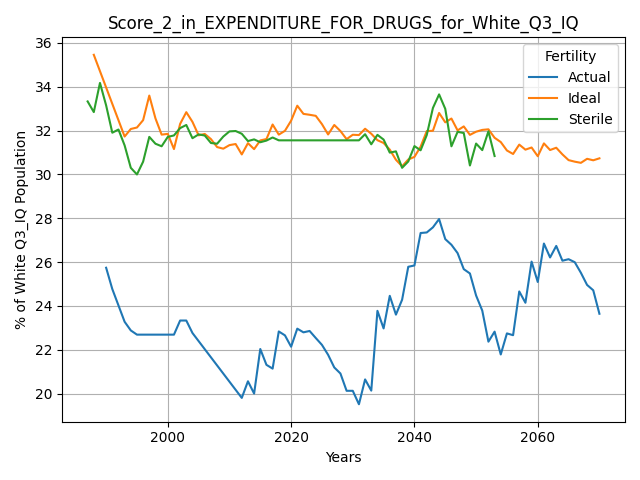 Score_2_in_EXPENDITURE_FOR_DRUGS_for_White_Q3_IQ
Fertility
Actual
Ideal
Sterile
% of White Q3_IQ Population
36
34
32
30
28
26
24
22
20
2000 2020 2040 2060
Years